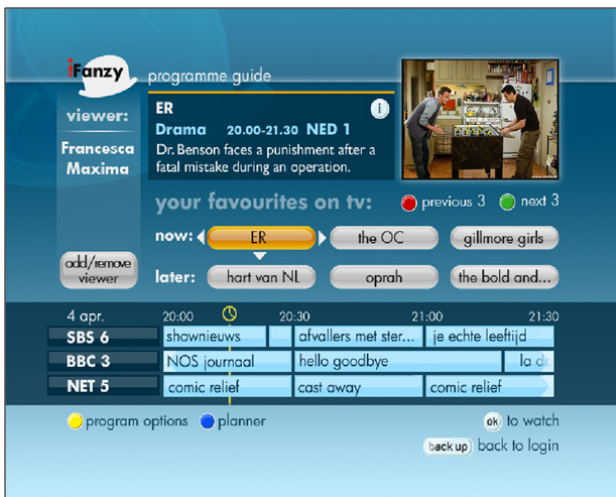 iFanzy
programme guide
viewer:
Francesca
Maxima
ER
i
Drama 20.00-21.30 NED 1
Dr. Benson faces a punishment after a
fatal mistake during an operation.
your favourites on tv:
previous 3 next 3
now: ER the OC gillmore girls
add/remove
viewer
later: hart van NL oprah the bold and...
4 apr. 20:00 20:30 21:00 21:30
SBS 6 shownieuws afvallers met ster... je echte leeftijd
BBC 3 NOS journaal hello goodbye la
NET 5 comic relief cast away comic relief
program options planner
ok to watch
back up back to login